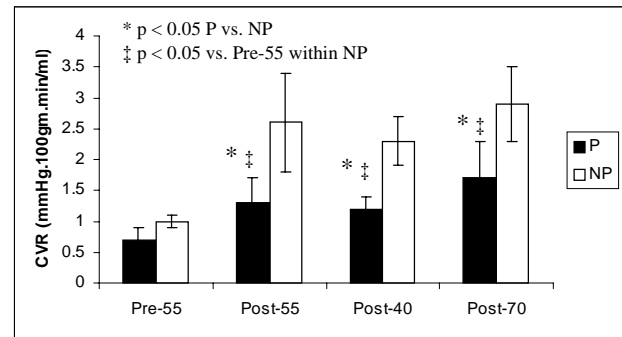 * p < 0.05 P vs. NP
‡ p < 0.05 vs. Pre-55 within NP
CVR (mmHg.100gm.min/ml)
4
3.5
3
2.5
2
1.5
1
0.5
0
* ‡
* ‡
* ‡
P
NP
Pre-55 Post-55 Post-40 Post-70